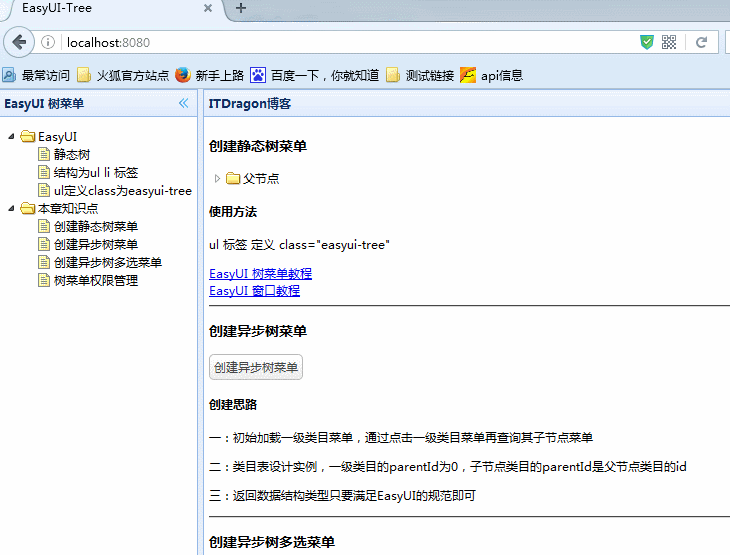 EasyUI-Tree
localhost:8080
最常访问 火狐官方站点 新手上路 百度一下，你就知道 测试链接 api信息
EasyUI 树菜单
EasyUI
静态树
结构为ul li 标签
ul定义class为easyui-tree
本章知识点
创建静态树菜单
创建异步树菜单
创建异步树多选菜单
树菜单权限管理
ITDragon博客
创建静态树菜单
父节点
使用方法
ul 标签 定义 class="easyui-tree"
EasyUI 树菜单教程
EasyUI 窗口教程
创建异步树菜单
创建异步树菜单
创建思路
一：初始加载一级类目菜单，通过点击一级类目菜单再查询其子节点菜单
二：类目表设计实例，一级类目的parentId为0，子节点类目的parentId是父节点类目的id
三：返回数据结构类型只要满足EasyUI的规范即可
创建异步树多选菜单